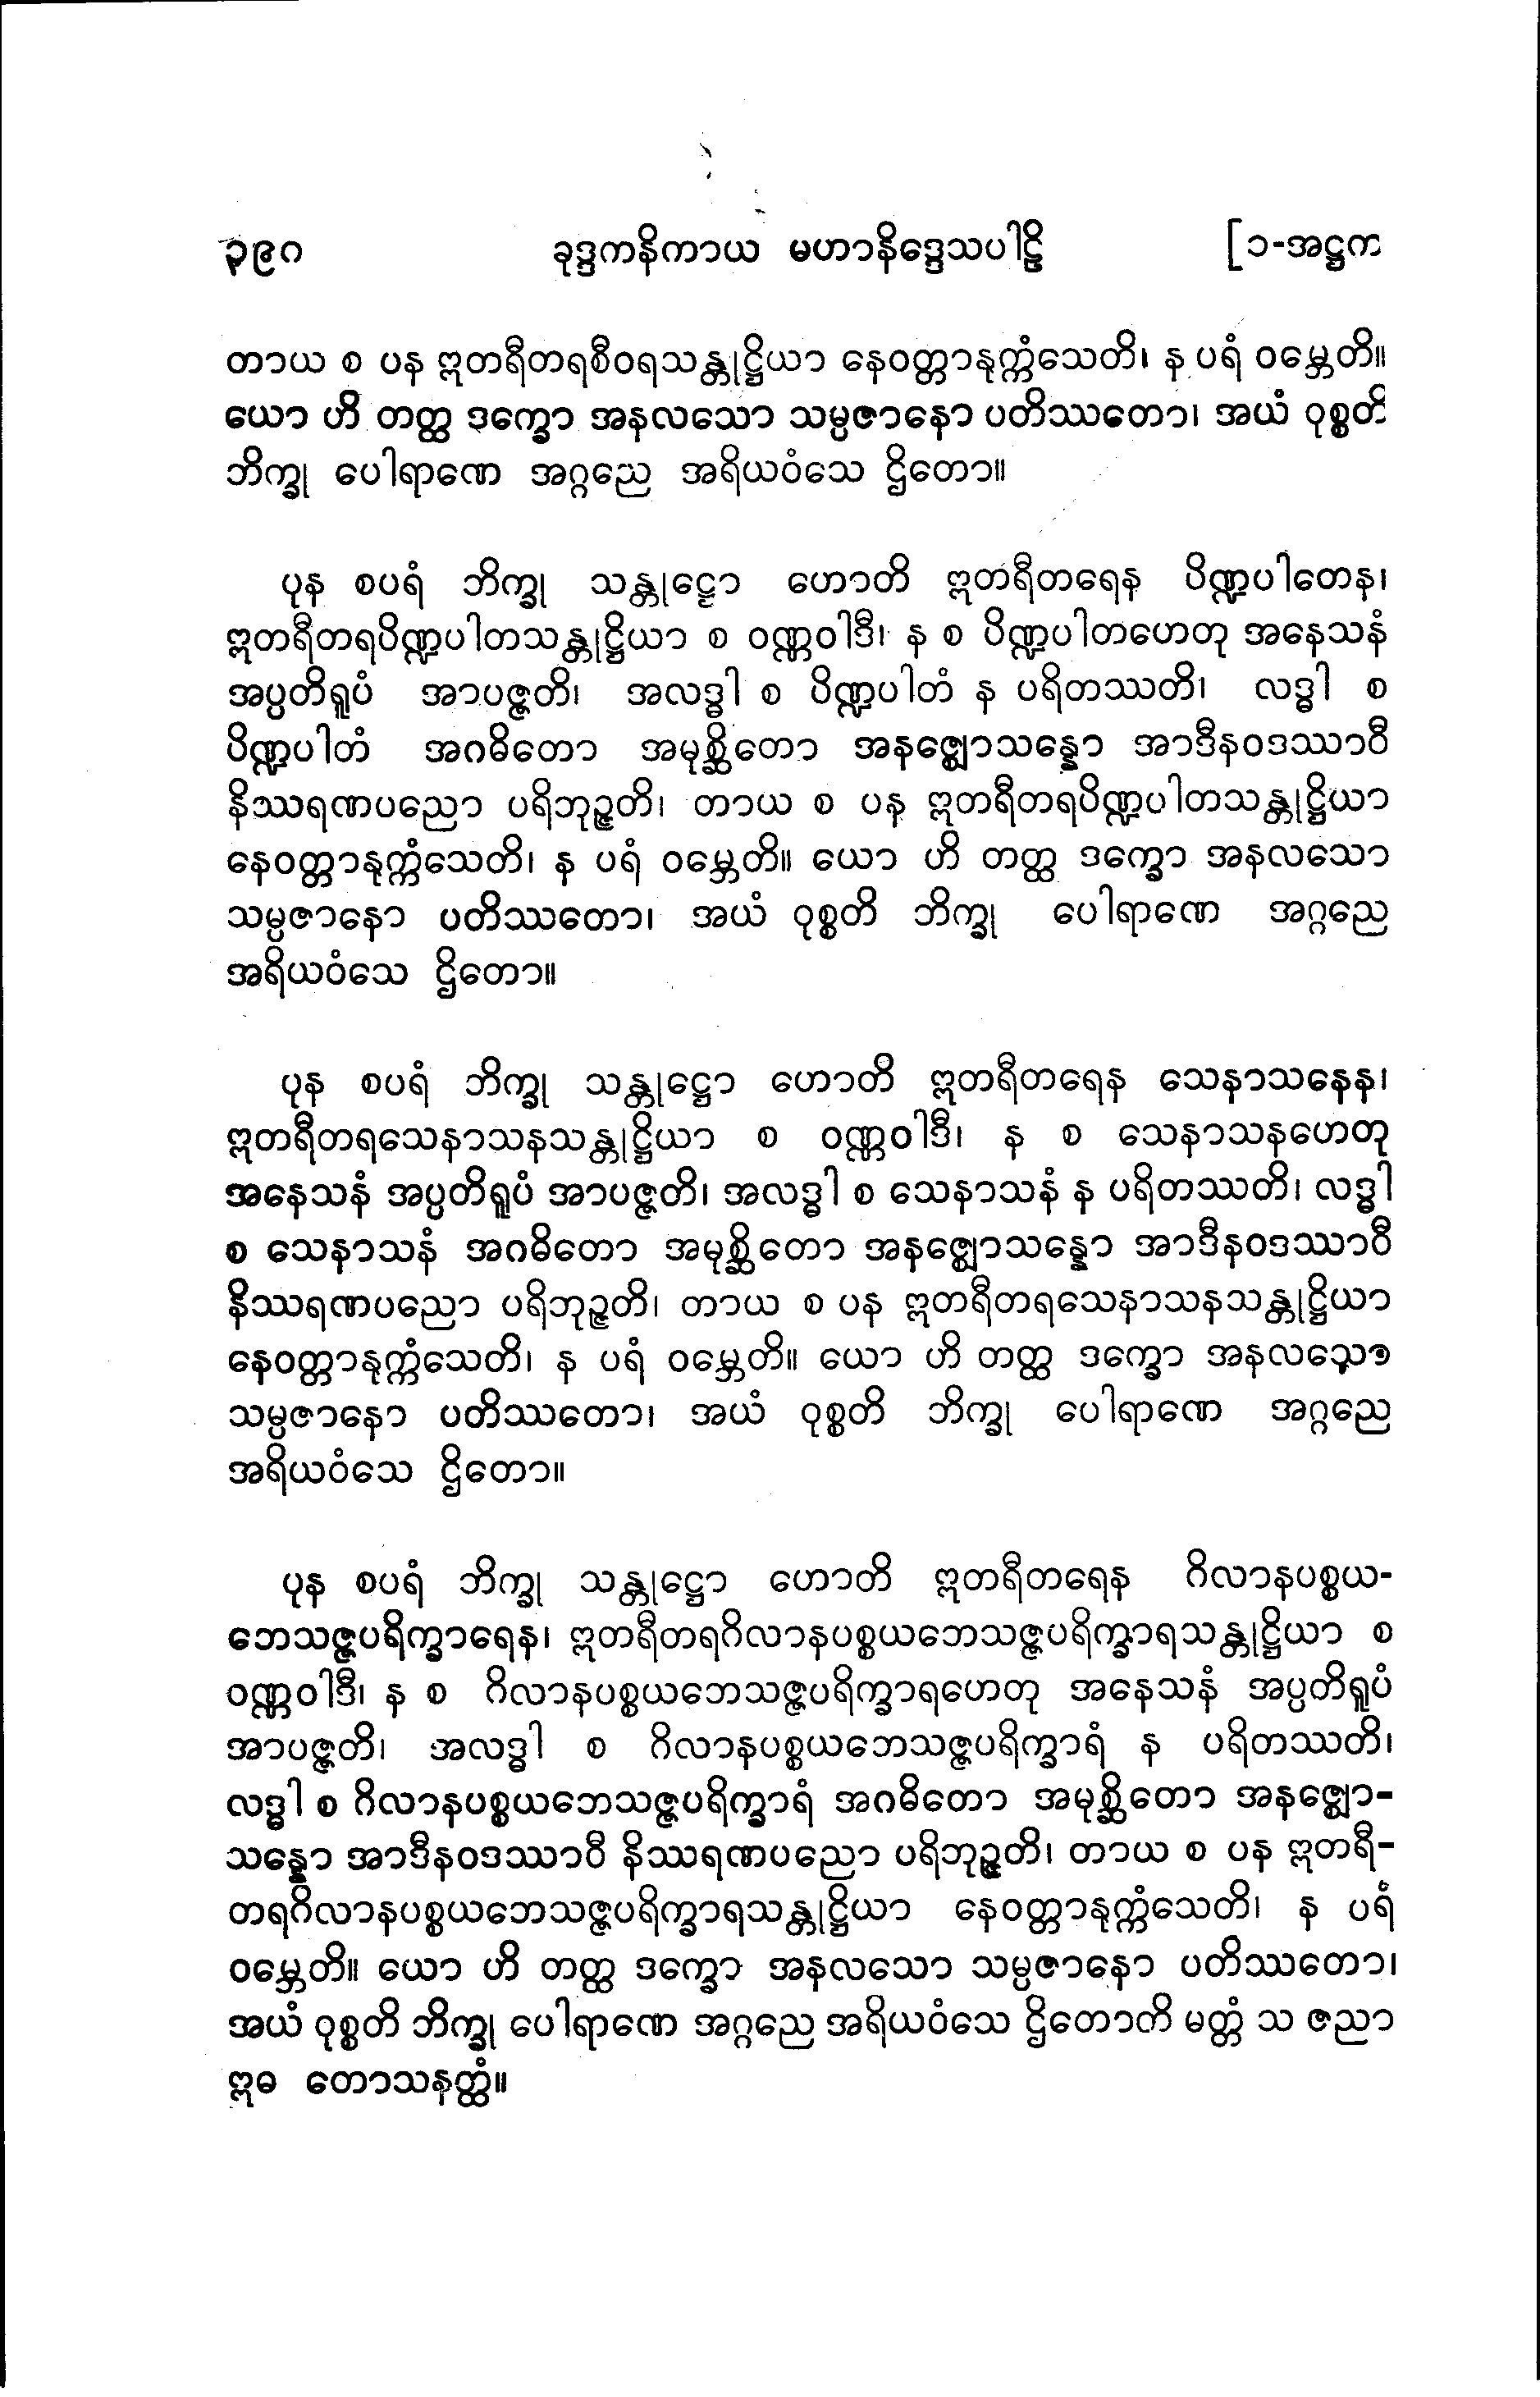 ၃၉၈ ခုဒ္ဒကနိကာယ မဟာနိဒ္ဒေသပါဠိ [၁-အဋ္ဌက
တာယ စ ပန ဣတရီတရစီဝရသန္တုဋ္ဌိယာ နေဝတ္တာနုက္ကံသေတိ၊ န ပရံ ဝမ္ဘေတိ။
ယော ဟိ တတ္ထ ဒက္ခော အနလသော သမ္ပဇာနော ပတိဿတော၊ အယံ ဝုစ္စတိ
ဘိက္ခု ပေါရာဏေ အဂ္ဂညေ အရိယဝံသေ ဌိတော။
ပုန စပရံ ဘိက္ခု သန္တုဋ္ဌော ဟောတိ ဣတရီတရေန ပိဏ္ဍပါတေန၊
ဣတရီတရပိဏ္ဍပါတသန္တုဋ္ဌိယာ စ ဝဏ္ဏဝါဒီ၊ န စ ပိဏ္ဍပါတဟေတု အနေသနံ
အပ္ပတိရူပံ အာပဇ္ဇတိ၊ အလဒ္ဓါ စ ပိဏ္ဍပါတံ န ပရိတဿတိ၊ လဒ္ဓါ စ
ပိဏ္ဍပါတံ အဂဓိတော အမုစ္ဆိတော အနဇ္ဈောသန္နော အာဒီနဝဒဿာဝီ
နိဿရဏပညော ပရိဘုဉ္ဇတိ၊ တာယ စ ပန ဣတရီတရပိဏ္ဍပါတသန္တုဋ္ဌိယာ
နေဝတ္တာနုက္ကံသေတိ၊ န ပရံ ဝမ္ဘေတိ။ ယော ဟိ တတ္ထ ဒက္ခော အနလသော
သမ္ပဇာနော ပတိဿတော၊ အယံ ဝုစ္စတိ ဘိက္ခု ပေါရာဏေ အဂ္ဂညေ
အရိယဝံသေ ဌိတော။
ပုန စပရံ ဘိက္ခု သန္တုဋ္ဌော ဟောတိ ဣတရီတရေန သေနာသနေန၊
ဣတရီတရသေနာသနသန္တုဋ္ဌိယာ စ ဝဏ္ဏဝါဒီ၊ န စ သေနာသနဟေတု
အနေသနံ အပ္ပတိရူပံ အာပဇ္ဇတိ၊ အလဒ္ဓါ စ သေနာသနံ န ပရိတဿတိ၊ လဒ္ဓါ
စ သေနာသနံ အဂဓိတော အမုစ္ဆိတော အနဇ္ဈောသန္နော အာဒီနဝဒဿာဝီ
နိဿရဏပညော ပရိဘုဉ္ဇတိ၊ တာယ စ ပန ဣတရီတရသေနာသနသန္တုဋ္ဌိယာ
နေဝတ္တာနုက္ကံသေတိ၊ န ပရံ ဝမ္ဘေတိ။ ယော ဟိ တတ္ထ ဒက္ခော အနလသော
သမ္ပဇာနော ပတိဿတော၊ အယံ ဝုစ္စတိ ဘိက္ခု ပေါရာဏေ အဂ္ဂညေ
အရိယဝံသေ ဌိတော။
ပုန စပရံ ဘိက္ခု သန္တုဋ္ဌော ဟောတိ ဣတရီတရေန ဂိလာနပစ္စယ-
ဘေသဇ္ဇပရိက္ခာရေန၊ ဣတရီတရဂိလာနပစ္စယဘေသဇ္ဇပရိက္ခာရသန္တုဋ္ဌိယာ စ
ဝဏ္ဏဝါဒီ၊ န စ ဂိလာနပစ္စယဘေသဇ္ဇပရိက္ခာရဟေတု အနေသနံ အပ္ပတိရူပံ
အာပဇ္ဇတိ၊ အလဒ္ဓါ စ ဂိလာနပစ္စယဘေသဇ္ဇပရိက္ခာရံ န ပရိတဿတိ၊
လဒ္ဓါ စ ဂိလာနပစ္စယဘေသဇ္ဇပရိက္ခာရံ အဂဓိတော အမုစ္ဆိတော အနဇ္ဈော-
သန္နော အာဒီနဝဒဿာဝီ နိဿရဏပညော ပရိဘုဉ္ဇတိ၊ တာယ စ ပန ဣတရီ-
တရဂိလာနပစ္စယဘေသဇ္ဇပရိက္ခာရသန္တုဋ္ဌိယာ နေဝတ္တာနုက္ကံသေတိ၊ န ပရံ
ဝမ္ဘေတိ။ ယော ဟိ တတ္ထ ဒက္ခော အနလသော သမ္ပဇာနော ပတိဿတော၊
အယံ ဝုစ္စတိ ဘိက္ခု ပေါရာဏေ အဂ္ဂညေ အရိယဝံသေ ဌိတောတိ မတ္တံ သ ဇညာ
ဣဓ တောသနတ္ထံ။